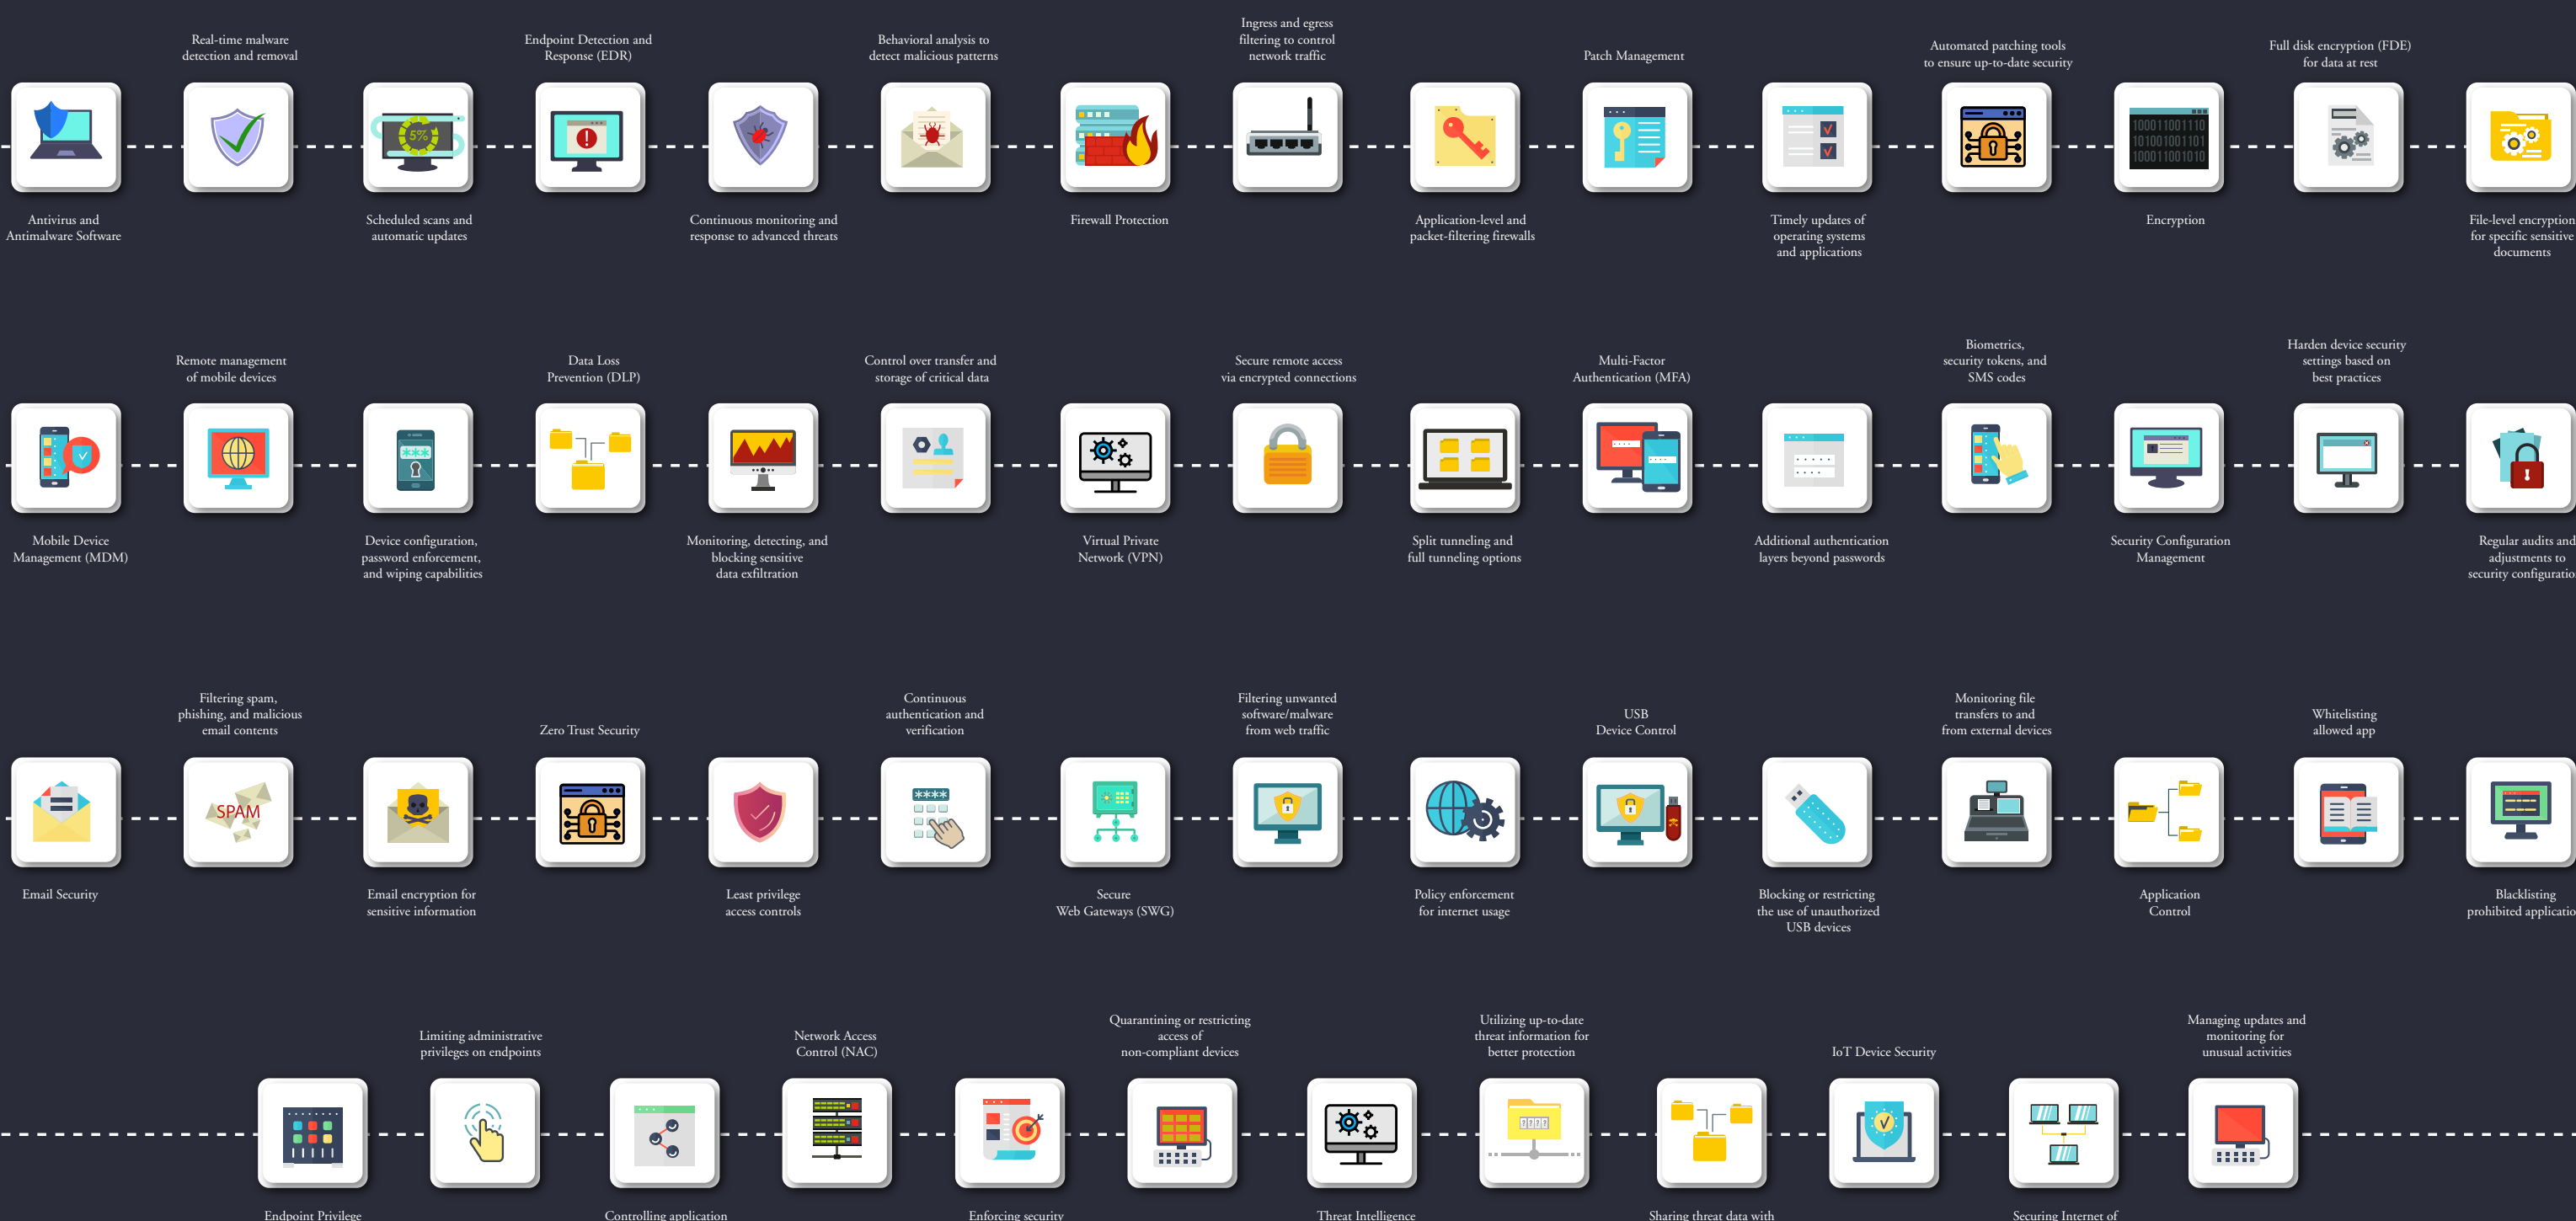 Real-time malware
detection and removal
Endpoint Detection and
Response (EDR)
Behavioral analysis to
detect malicious patterns
Ingress and egress
filtering to control
network traffic
Patch Management
Automated patching tools
to ensure up-to-date security
Full disk encryption (FDE)
for data at rest
5%
100011001110
101001001101
100011001010
Antivirus and
Antimalware Software
Scheduled scans and
automatic updates
Continuous monitoring and
response to advanced threats
Firewall Protection
Application-level and
packet-filtering firewalls
Timely updates of
operating systems
and applications
Encryption
File-level encryption
for specific sensitive
documents
Remote management
of mobile devices
Data Loss
Prevention (DLP)
Control over transfer and
storage of critical data
Secure remote access
via encrypted connections
Multi-Factor
Authentication (MFA)
Biometrics,
security tokens, and
SMS codes
Harden device security
settings based on
best practices
Mobile Device
Management (MDM)
Device configuration,
password enforcement,
and wiping capabilities
Monitoring, detecting, and
blocking sensitive
data exfiltration
Virtual Private
Network (VPN)
Split tunneling and
full tunneling options
Additional authentication
layers beyond passwords
Security Configuration
Management
Regular audits and
adjustments to
security configuratio
Filtering spam,
phishing, and malicious
email contents
Zero Trust Security
Continuous
authentication and
verification
Filtering unwanted
software/malware
from web traffic
USB
Device Control
Monitoring file
transfers to and
from external devices
Whitelisting
allowed app
SPAM
Email Security
Email encryption for
sensitive information
Least privilege
access controls
Secure
Web Gateways (SWG)
Policy enforcement
for internet usage
Blocking or restricting
the use of unauthorized
USB devices
Application
Control
Blacklisting
prohibited applicatio
Limiting administrative
privileges on endpoints
Network Access
Control (NAC)
Quarantining or restricting
access of
non-compliant devices
Utilizing up-to-date
threat information for
better protection
IoT Device Security
Managing updates and
monitoring for
unusual activities
Endpoint Privilege
Controlling application
Enforcing security
Threat Intelligence
Sharing threat data with
Securing Internet of